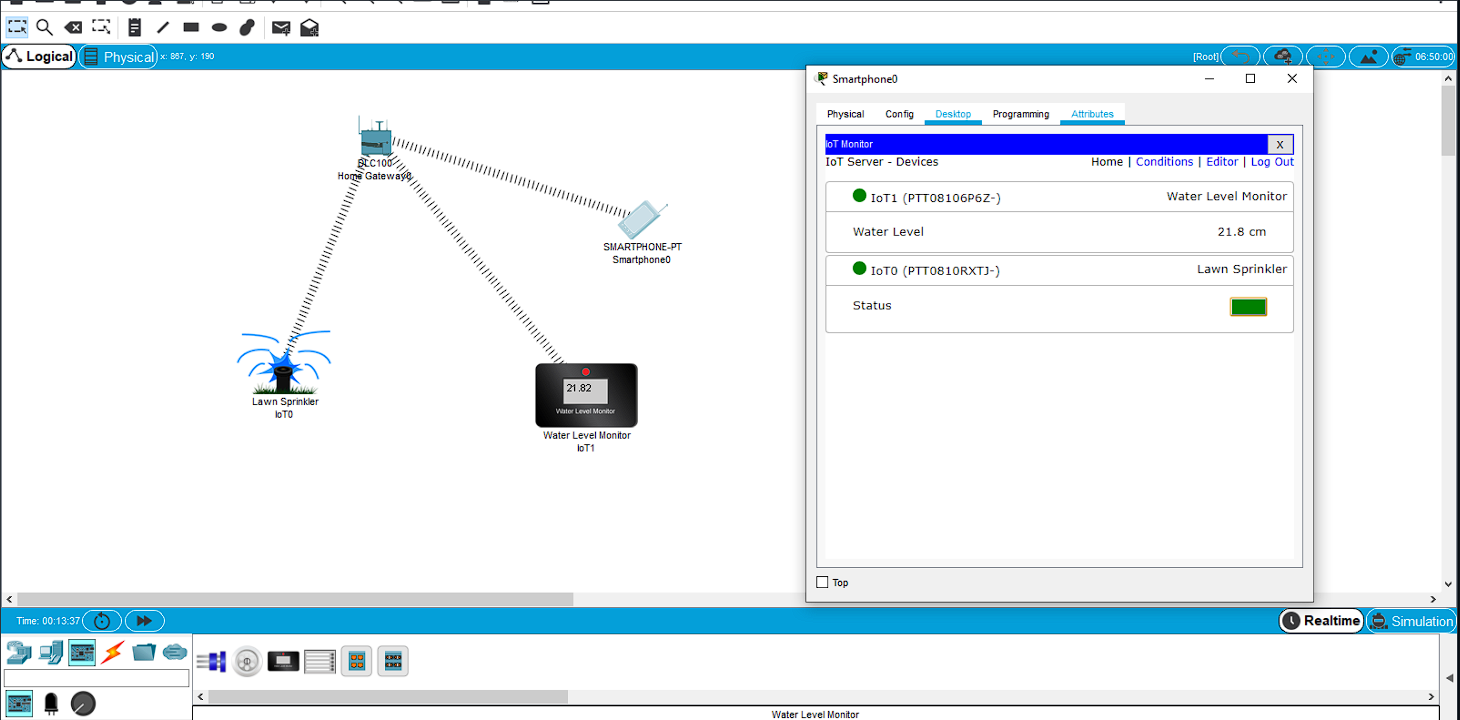 Logical
Physical
x: 867, y: 190
[Root]
06:50:00
Smartphone0
Physical Config Desktop Programming Attributes
IoT Monitor
X
IoT Server - Devices
Home | Conditions | Editor | Log Out
IoT1 (PTT08106P6Z-)
Water Level Monitor
Water Level
21.8 cm
IoT0 (PTT0810RXTJ-)
Lawn Sprinkler
Status
Top
DLC100
Home Gateway0
SMARTPHONE-PT
Smartphone0
Lawn Sprinkler
IoT0
21.82
Water Level Monitor
Water Level Monitor
IoT1
Time: 00:13:37
Realtime
Simulation
Water Level Monitor